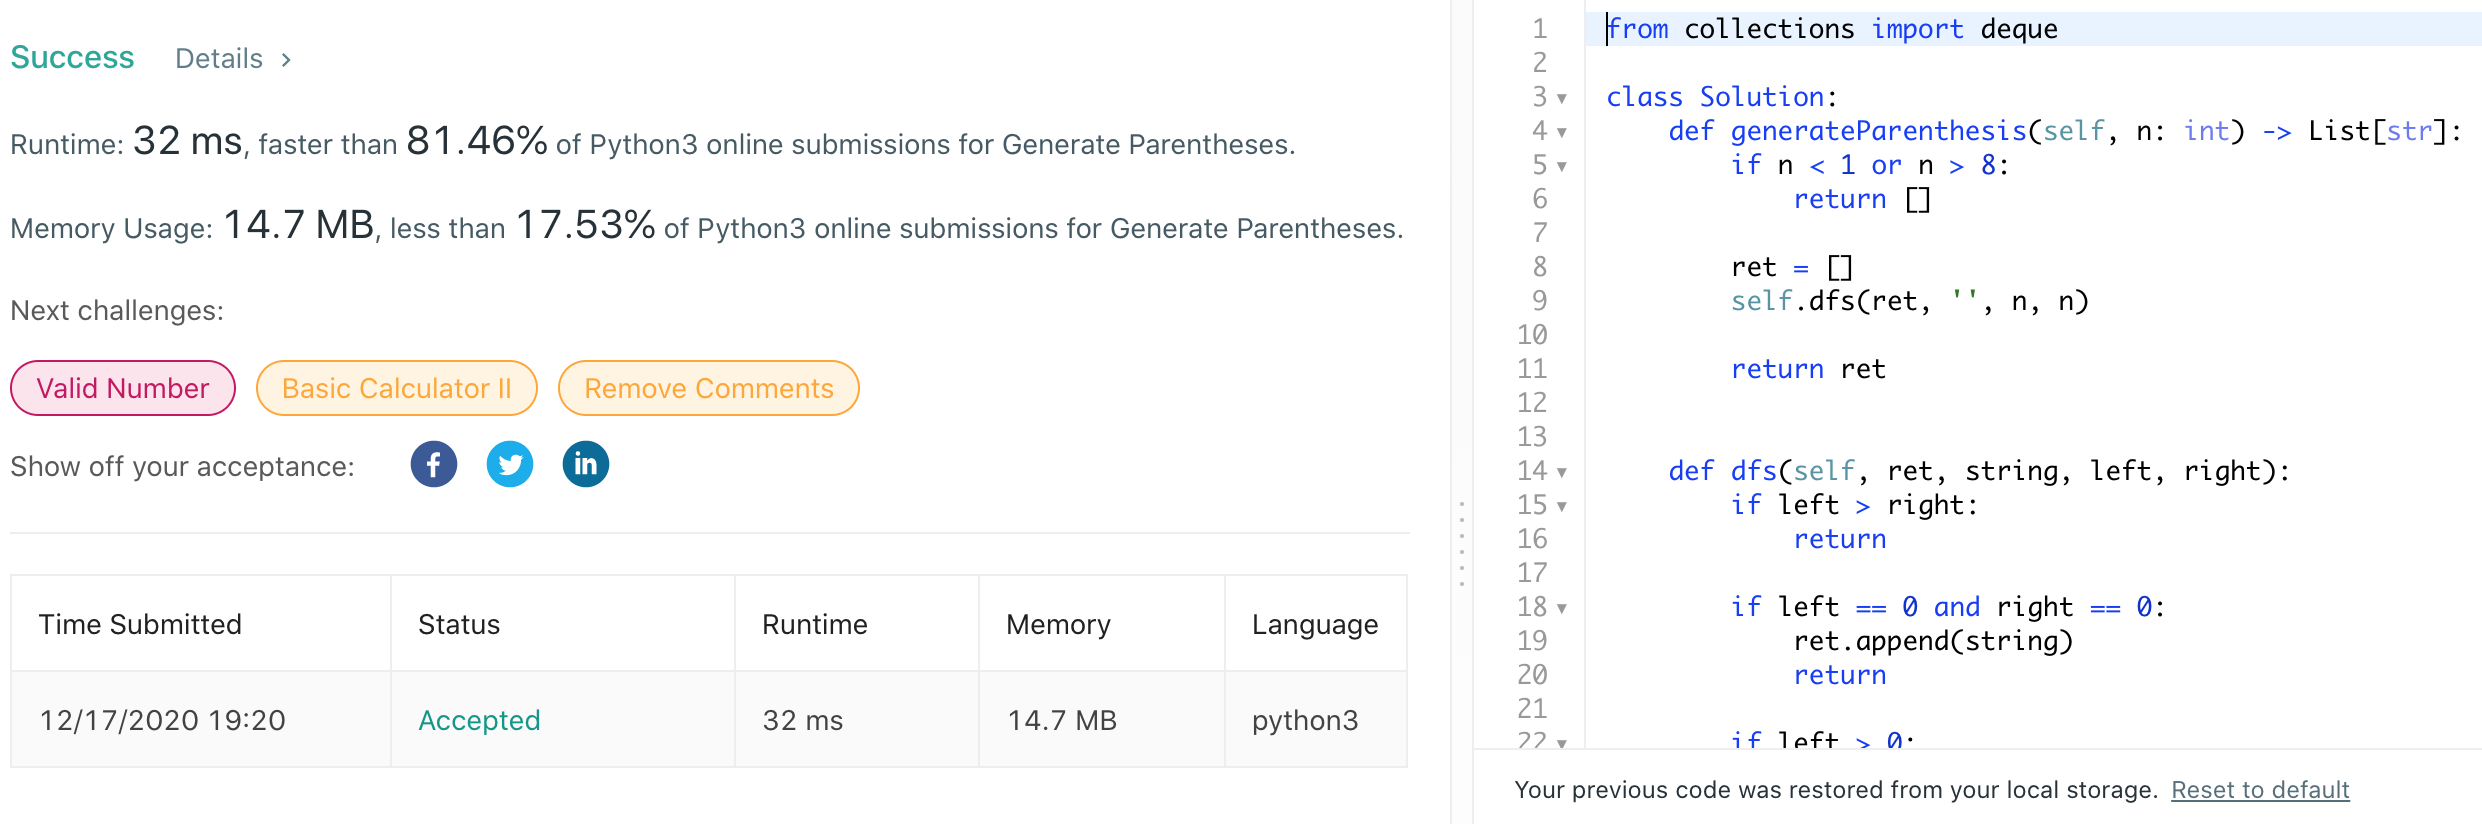 Success Details >
Runtime: 32 ms, faster than 81.46% of Python3 online submissions for Generate Parentheses.
Memory Usage: 14.7 MB, less than 17.53% of Python3 online submissions for Generate Parentheses.
Next challenges:
Valid Number Basic Calculator II Remove Comments
Show off your acceptance: f in
Time Submitted Status Runtime Memory Language
12/17/2020 19:20 Accepted 32 ms 14.7 MB python3
1 from collections import deque
2
3 class Solution:
4     def generateParenthesis(self, n: int) -> List[str]:
5         if n < 1 or n > 8:
6             return []
7
8         ret = []
9         self.dfs(ret, '', n, n)
10
11         return ret
12
13
14     def dfs(self, ret, string, left, right):
15         if left > right:
16             return
17
18         if left == 0 and right == 0:
19             ret.append(string)
20             return
21
22         if left > 0:
Your previous code was restored from your local storage. Reset to default